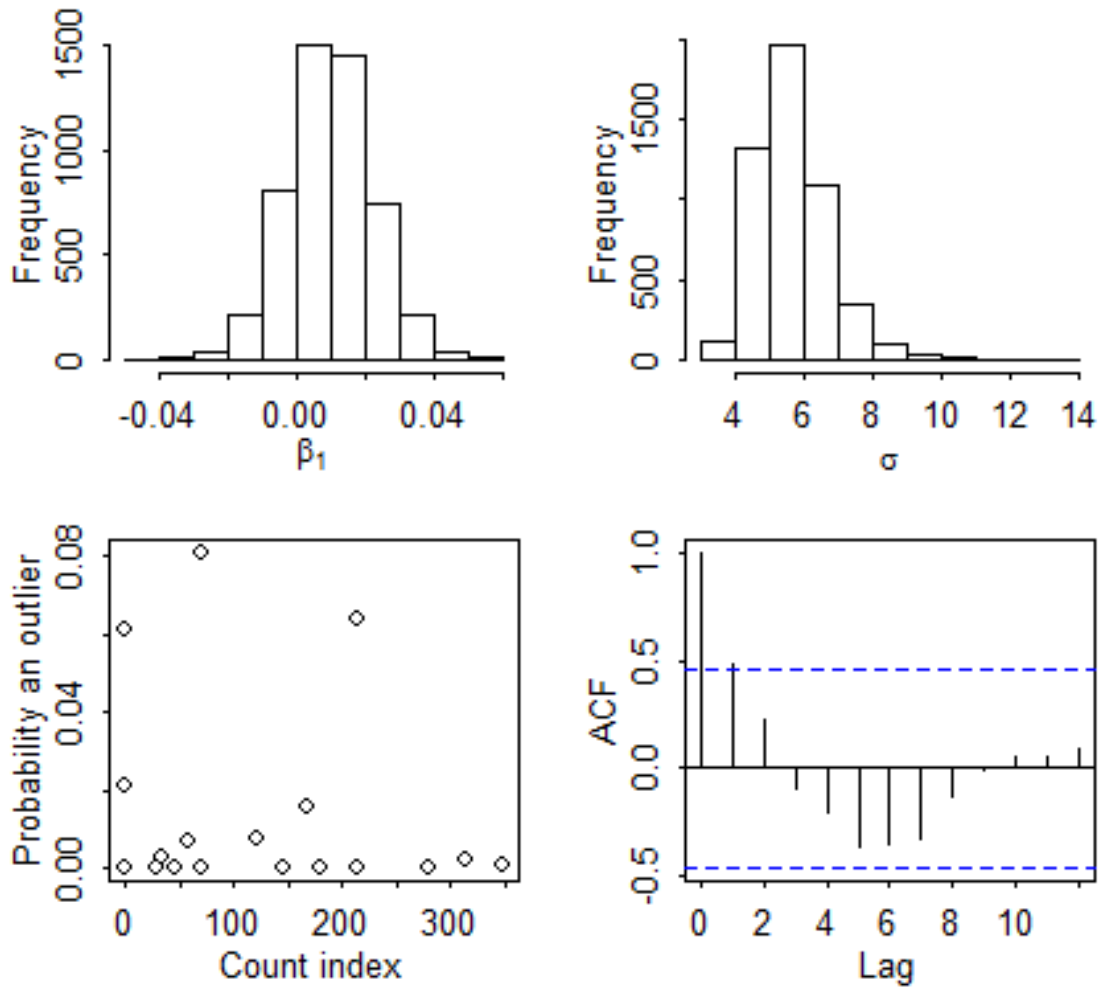 Frequency
0 500 1000 1500
-0.04 0.00 0.04
β₁
Frequency
0 500 1500
4 6 8 10 12 14
σ
Probability an outlier
0.00 0.04 0.08
0 100 200 300
Count index
ACF
-0.5 0.0 0.5 1.0
0 2 4 6 8 10
Lag